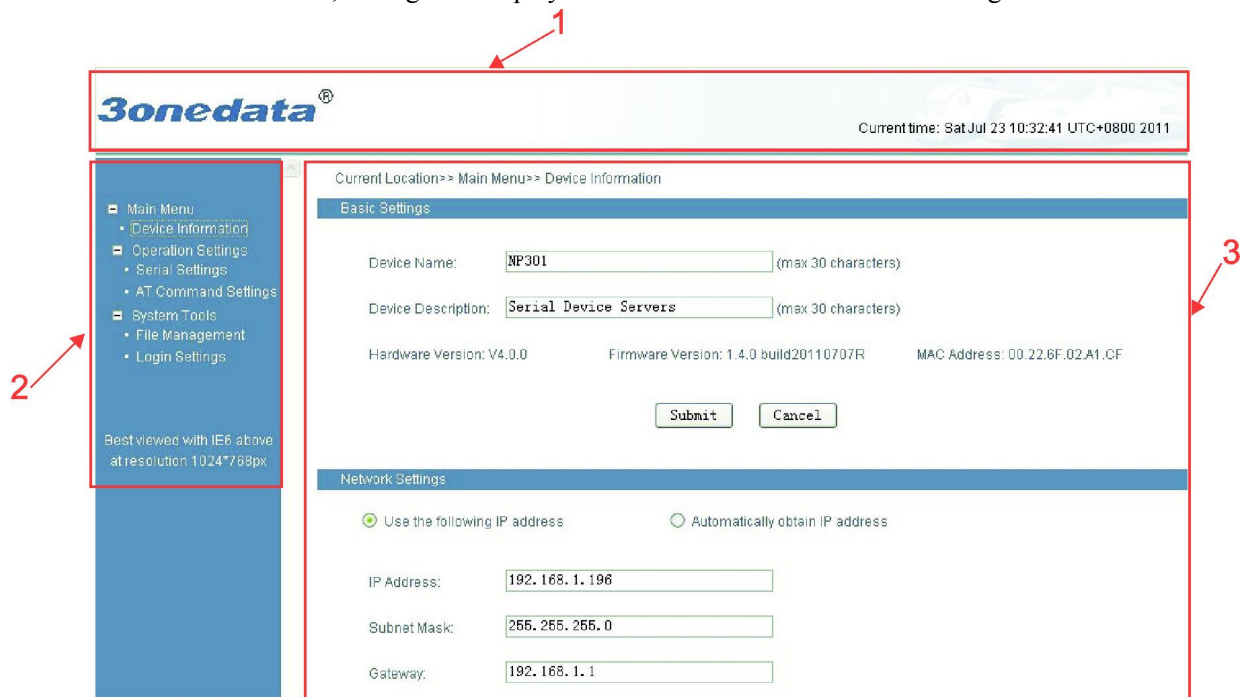 1
3onedata®
Current time: Sat Jul 23 10:32:41 UTC+0800 2011
2
Main Menu
Device Information
Operation Settings
Serial Settings
AT Command Settings
System Tools
File Management
Login Settings
Best viewed with IE6 above
at resolution 1024*768px
3
Current Location>> Main Menu>> Device Information
Basic Settings
Device Name: NP301 (max 30 characters)
Device Description: Serial Device Servers (max 30 characters)
Hardware Version: V4.0.0 Firmware Version: 1.4.0 build20110707R MAC Address: 00.22.6F.02.A1.CF
Submit Cancel
Network Settings
Use the following IP address Automatically obtain IP address
IP Address: 192.168.1.196
Subnet Mask: 255.255.255.0
Gateway: 192.168.1.1